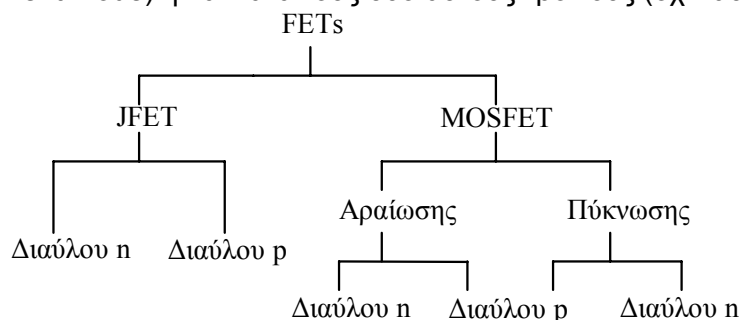 FETs
JFET MOSFET
Αραίωσης Πύκνωσης
Διαύλου n Διαύλου p
Διαύλου n Διαύλου p Διαύλου n